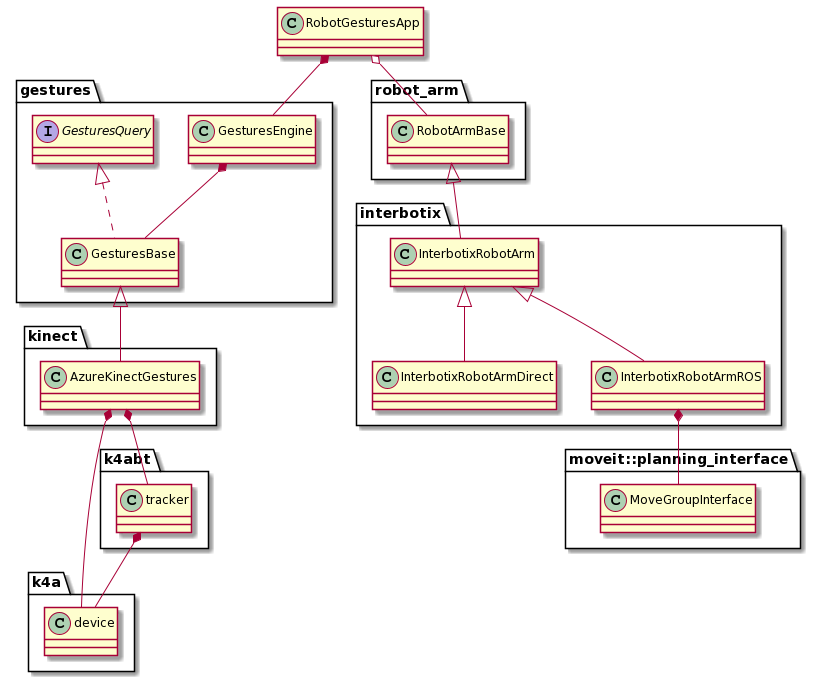 C RobotGesturesApp
gestures
robot_arm
I GesturesQuery
C GesturesEngine
C RobotArmBase
interbotix
C GesturesBase
C InterbotixRobotArm
kinect
C AzureKinectGestures
C InterbotixRobotArmDirect
C InterbotixRobotArmROS
k4abt
moveit::planning_interface
C tracker
C MoveGroupInterface
k4a
C device